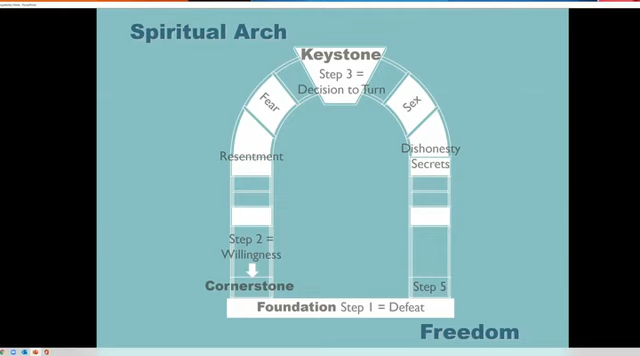 Spiritual Arch
Keystone
Step 3 =
Decision to Turn
Fear
Sex
Resentment
Dishonesty
Secrets
Step 2 =
Willingness
Cornerstone
Step 5
Foundation Step 1 = Defeat
Freedom